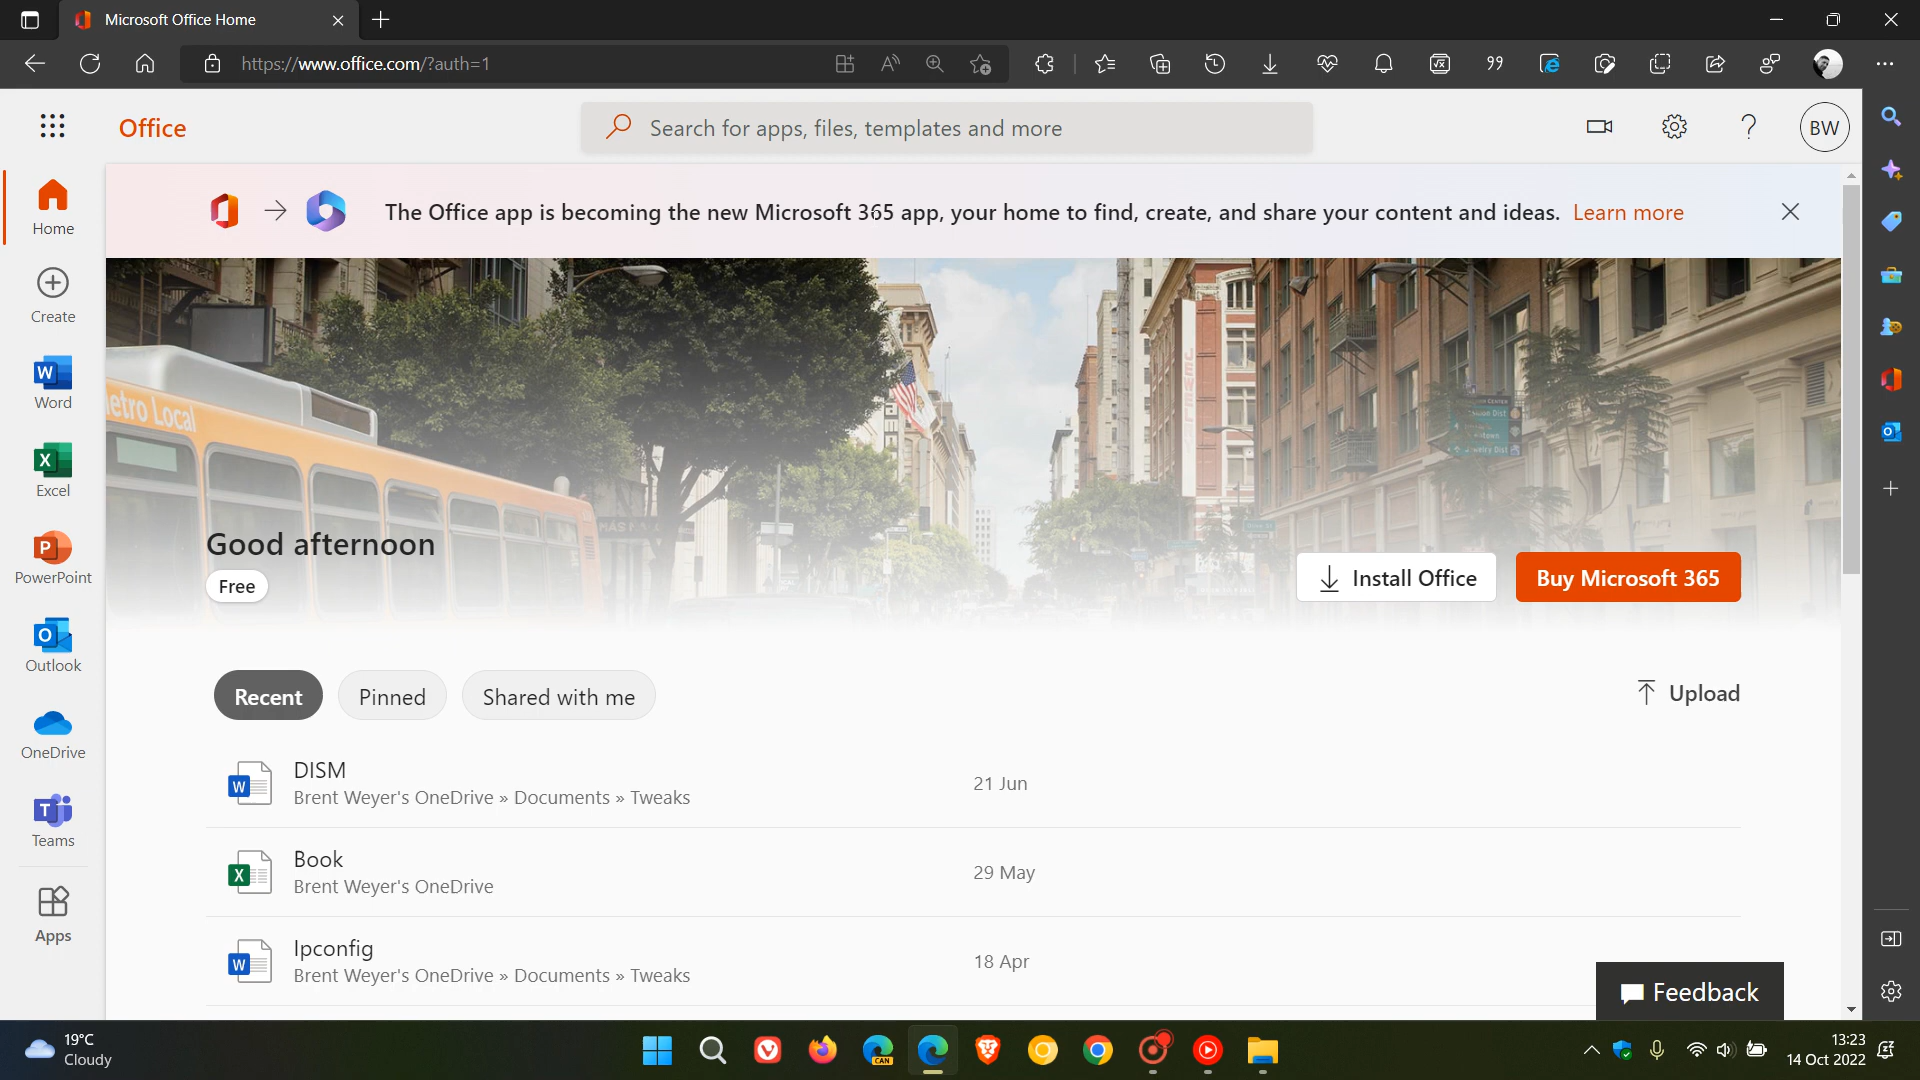 Microsoft Office Home
https://www.office.com/?auth=1
Office
Search for apps, files, templates and more
BW
The Office app is becoming the new Microsoft 365 app, your home to find, create, and share your content and ideas. Learn more
Home
Create
Word
Excel
PowerPoint
Outlook
OneDrive
Teams
Apps
etro Local
Good afternoon
Free
Install Office
Buy Microsoft 365
Recent
Pinned
Shared with me
Upload
DISM
21 Jun
Brent Weyer's OneDrive » Documents » Tweaks
Book
29 May
Brent Weyer's OneDrive
Ipconfig
18 Apr
Brent Weyer's OneDrive » Documents » Tweaks
Feedback
19°C
Cloudy
CAN
13:23
14 Oct 2022